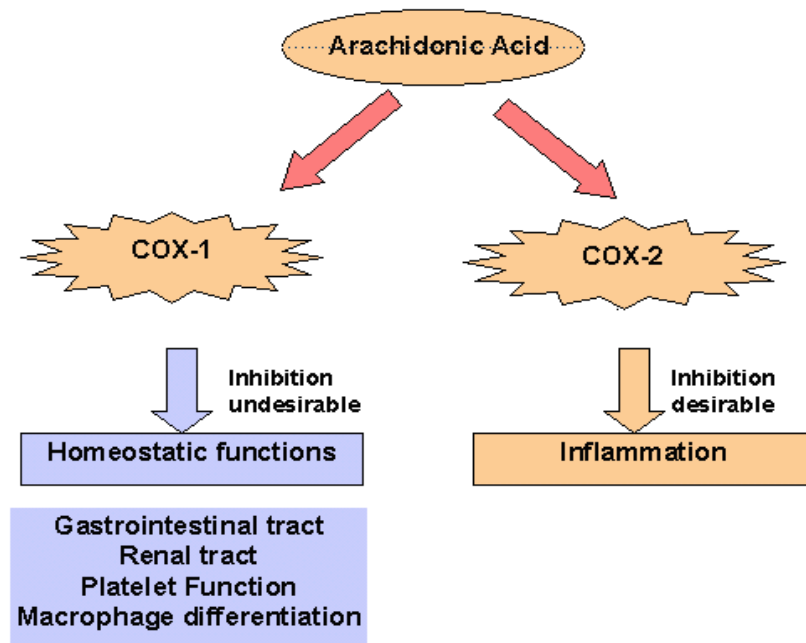 Arachidonic Acid
COX-1
COX-2
Inhibition
undesirable
Inhibition
desirable
Homeostatic functions
Inflammation
Gastrointestinal tract
Renal tract
Platelet Function
Macrophage differentiation